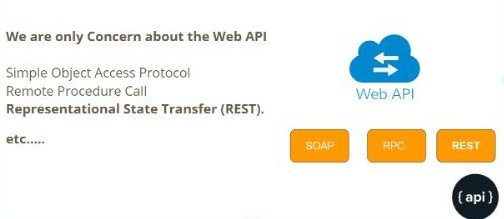 We are only Concern about the Web API
Simple Object Access Protocol
Remote Procedure Call
Representational State Transfer (REST).
etc.....
Web API
SOAP
RPC
REST
{api}